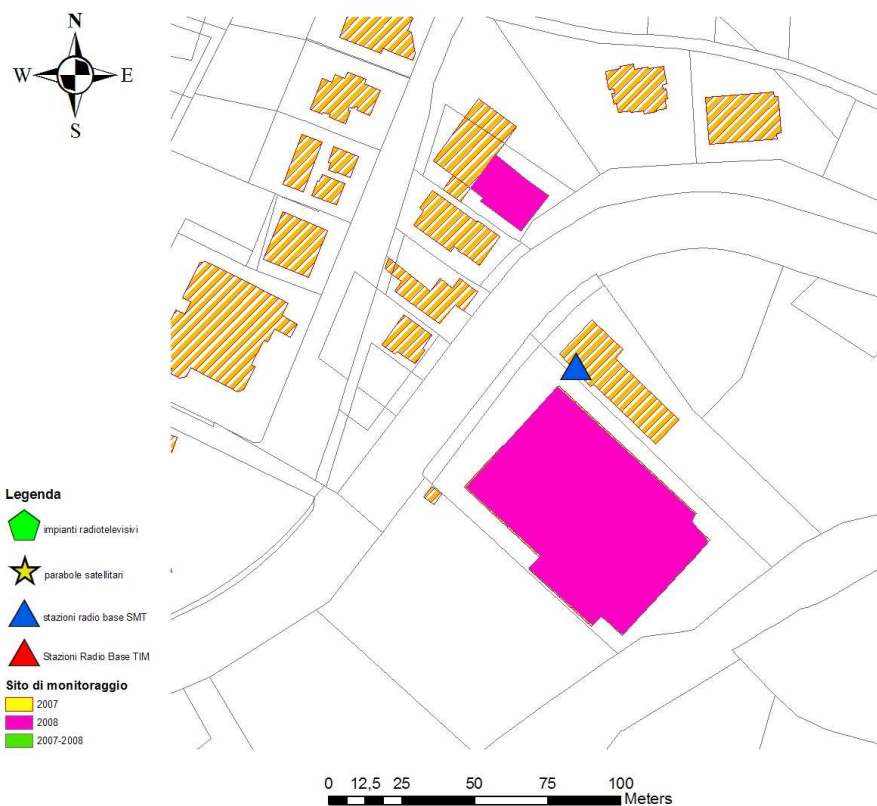 N
W E
S
Legenda
impianti radiotelevisivi
parabole satellitari
stazioni radio base SMT
Stazioni Radio Base TIM
Sito di monitoraggio
2007
2008
2007-2008
0 12,5 25 50 75 100
Meters